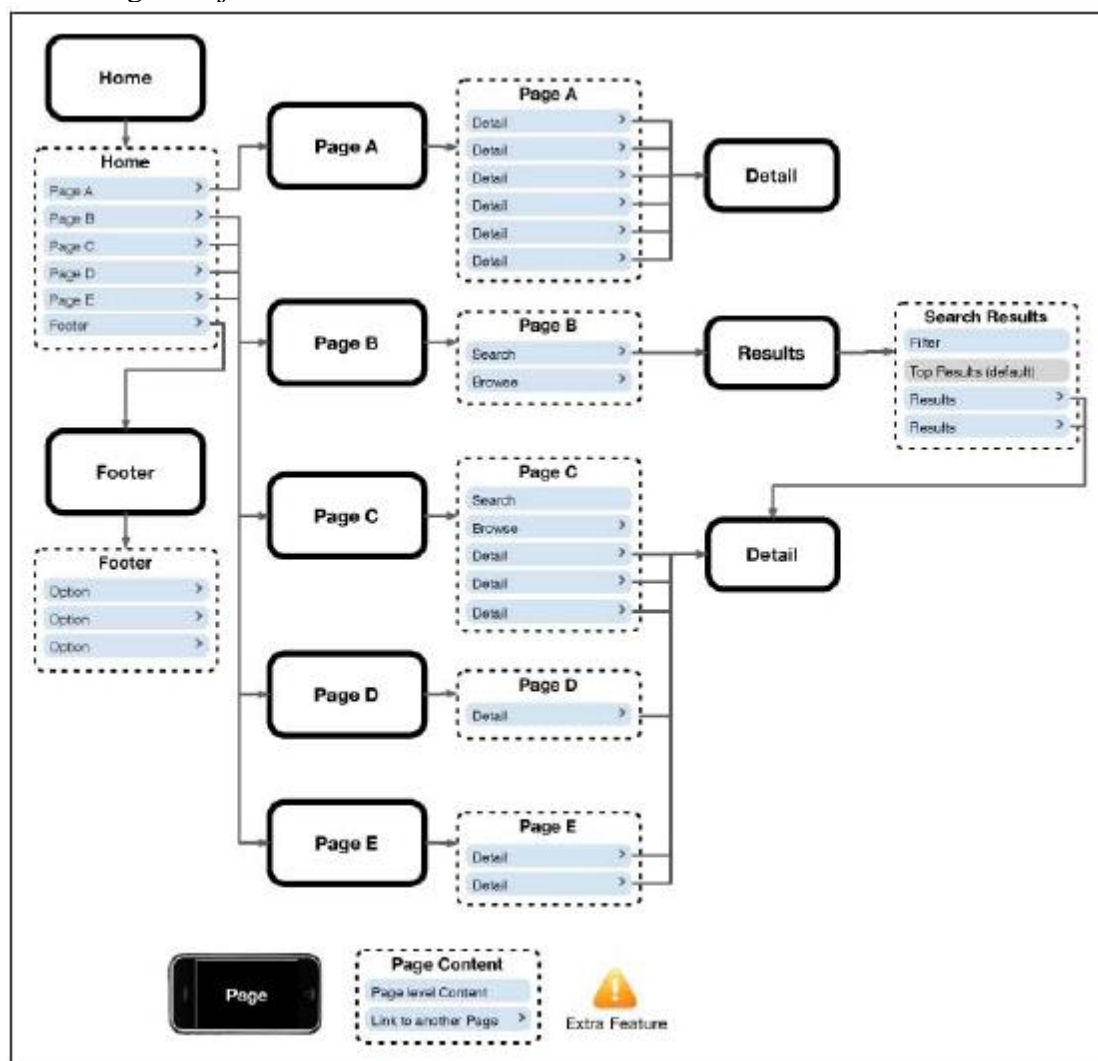 Home
Home
Page A
Page B
Page C
Page D
Page E
Footer
Footer
Footer
Option
Option
Option
Page A
Page A
Detail
Detail
Detail
Detail
Detail
Detail
Detail
Page B
Page B
Search
Browse
Results
Search Results
Filter
Top Results (default)
Results
Results
Page C
Page C
Search
Browse
Detail
Detail
Detail
Detail
Page D
Page D
Detail
Page E
Page E
Detail
Detail
Page
Page Content
Page level Content
Link to another Page
Extra Feature